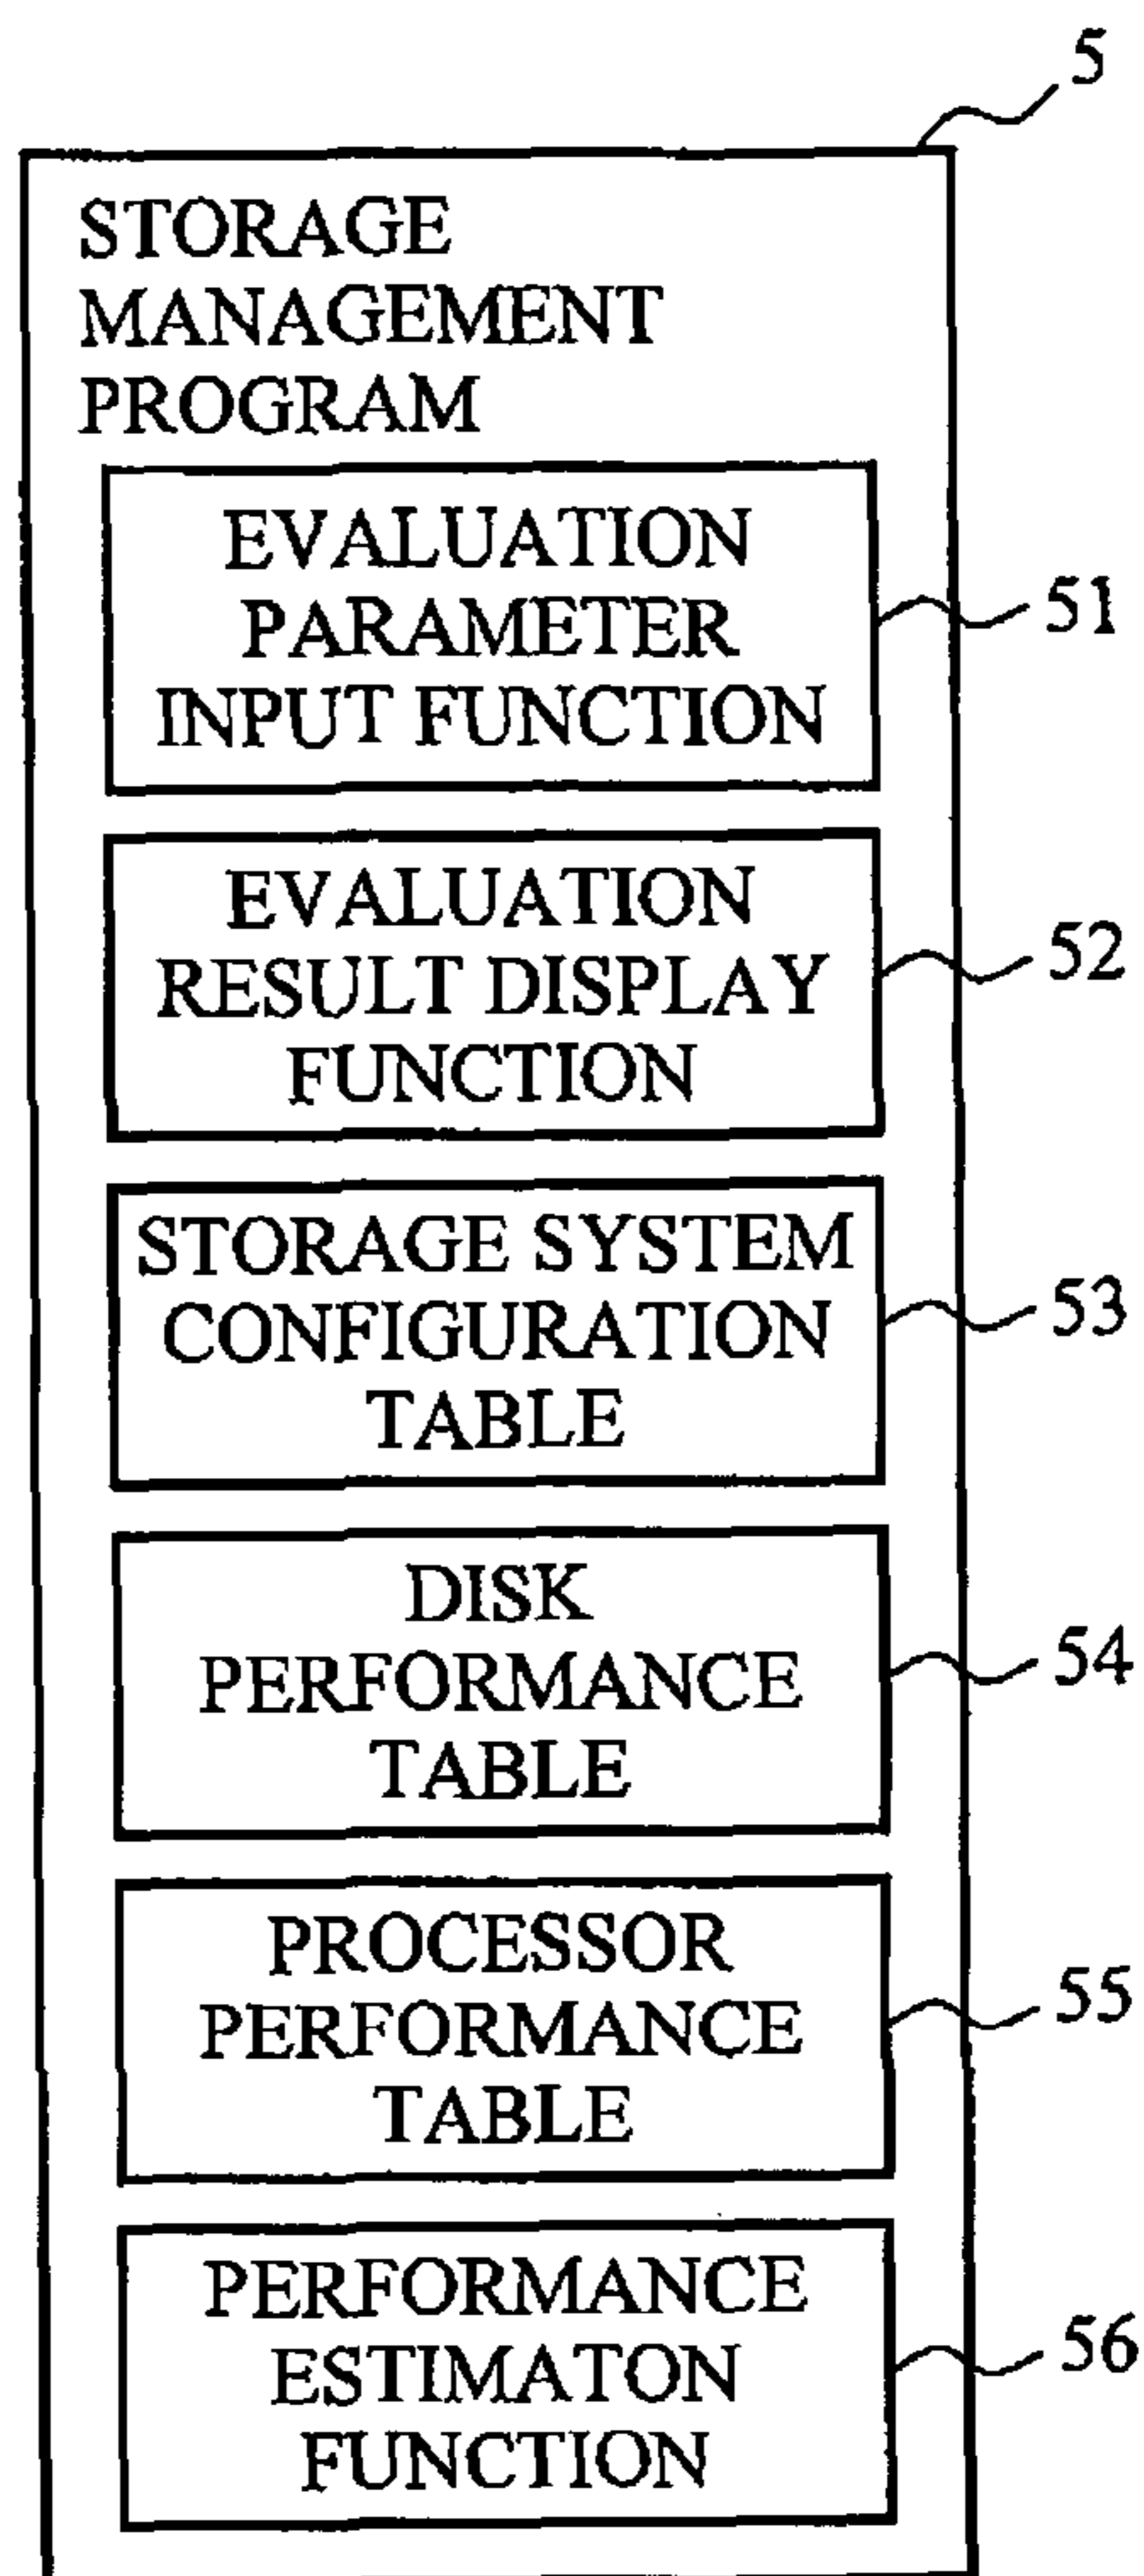 5
STORAGE
MANAGEMENT
PROGRAM
EVALUATION
PARAMETER
INPUT FUNCTION
51
EVALUATION
RESULT DISPLAY
FUNCTION
52
STORAGE SYSTEM
CONFIGURATION
TABLE
53
DISK
PERFORMANCE
TABLE
54
PROCESSOR
PERFORMANCE
TABLE
55
PERFORMANCE
ESTIMATON
FUNCTION
56